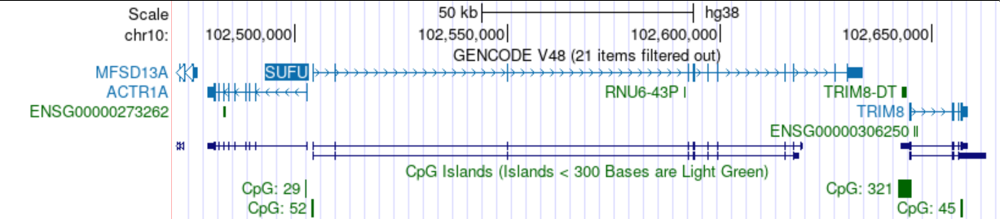 Scale 50 kb hg38
chr10: 102,500,000 102,550,000 102,600,000 102,650,000
GENCODE V48 (21 items filtered out)
MFSD13A SUFU
ACTR1A RNU6-43P TRIM8-DT
ENSG00000273262 TRIM8
ENSG00000306250
CpG Islands (Islands < 300 Bases are Light Green)
CpG: 29 CpG: 321
CpG: 52 CpG: 45